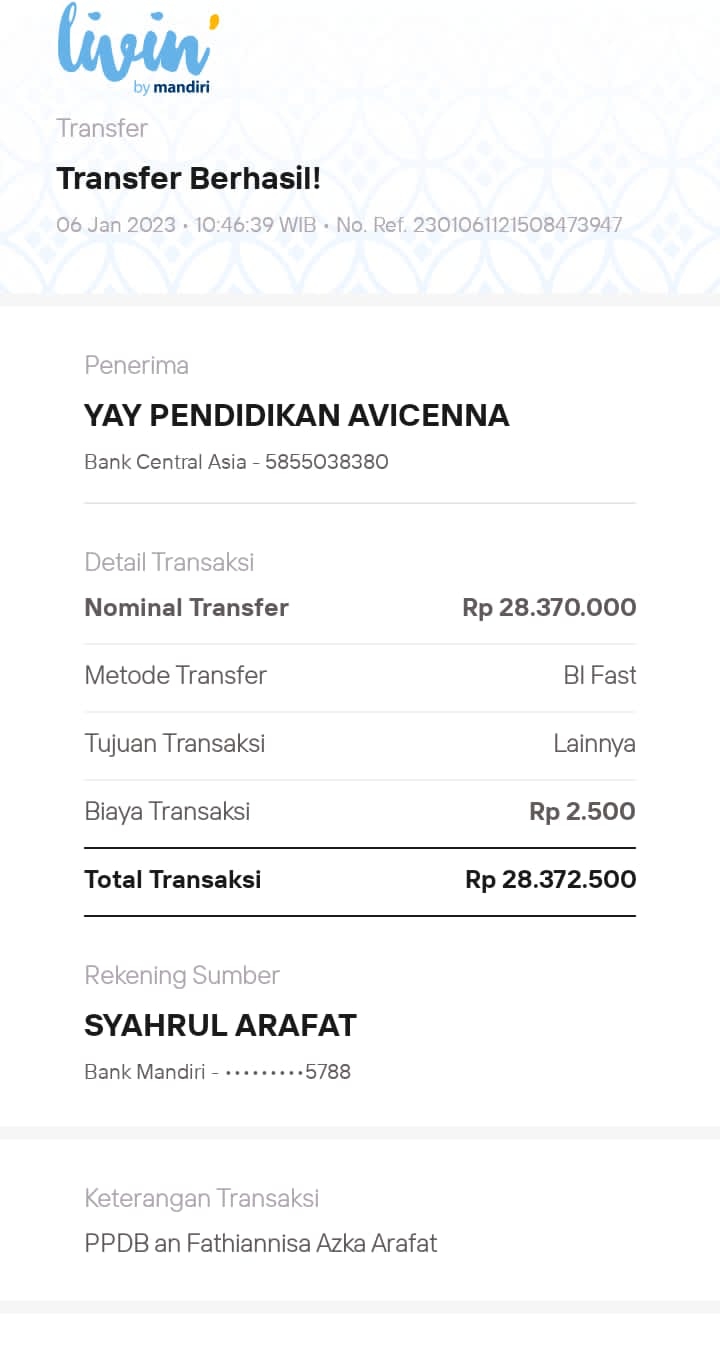 livin'
by mandiri
Transfer
Transfer Berhasil!
06 Jan 2023 • 10:46:39 WIB • No. Ref. 2301061121508473947
Penerima
YAY PENDIDIKAN AVICENNA
Bank Central Asia - 5855038380
Detail Transaksi
Nominal Transfer Rp 28.370.000
Metode Transfer BI Fast
Tujuan Transaksi Lainnya
Biaya Transaksi Rp 2.500
Total Transaksi Rp 28.372.500
Rekening Sumber
SYAHRUL ARAFAT
Bank Mandiri - •••••••••5788
Keterangan Transaksi
PPDB an Fathiannisa Azka Arafat